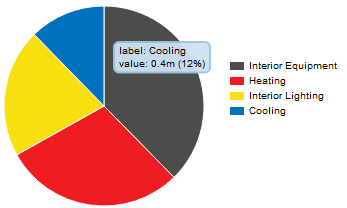 label: Cooling
value: 0.4m (12%)
Interior Equipment
Heating
Interior Lighting
Cooling